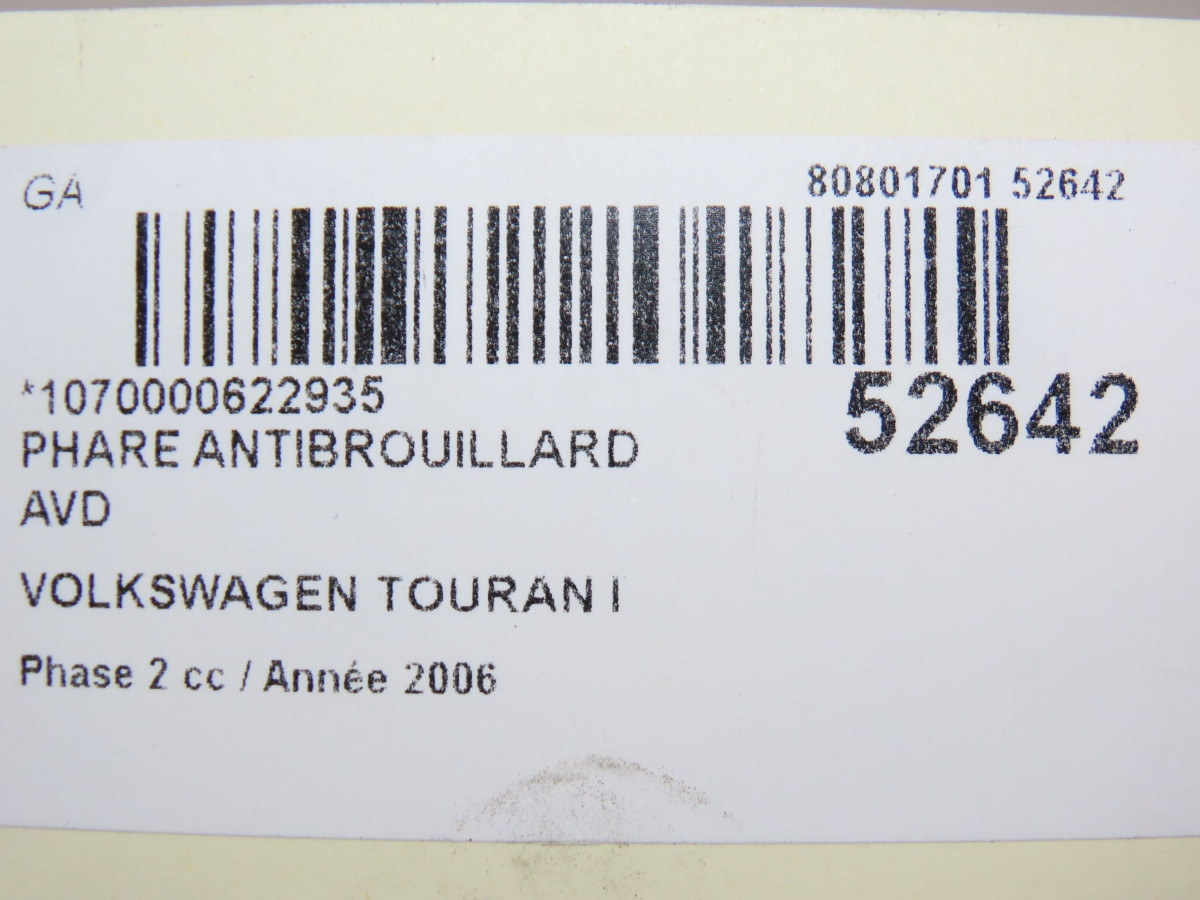 GA
80801701 52642
*1070000622935
52642
PHARE ANTIBROUILLARD
AVD
VOLKSWAGEN TOURAN I
Phase 2 cc / Année 2006